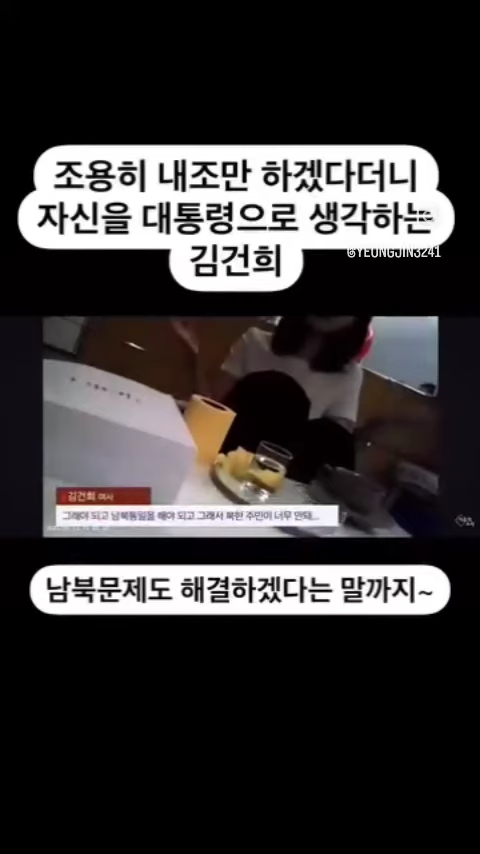 조용히 내조만 하겠다더니
자신을 대통령으로 생각하는
김건희
@YEUNGJIN3241
김건희 여사
그래야 되고 남북통일을 해야 되고 그래서 북한 주민이 너무 안돼...
남북문제도 해결하겠다는 말까지~